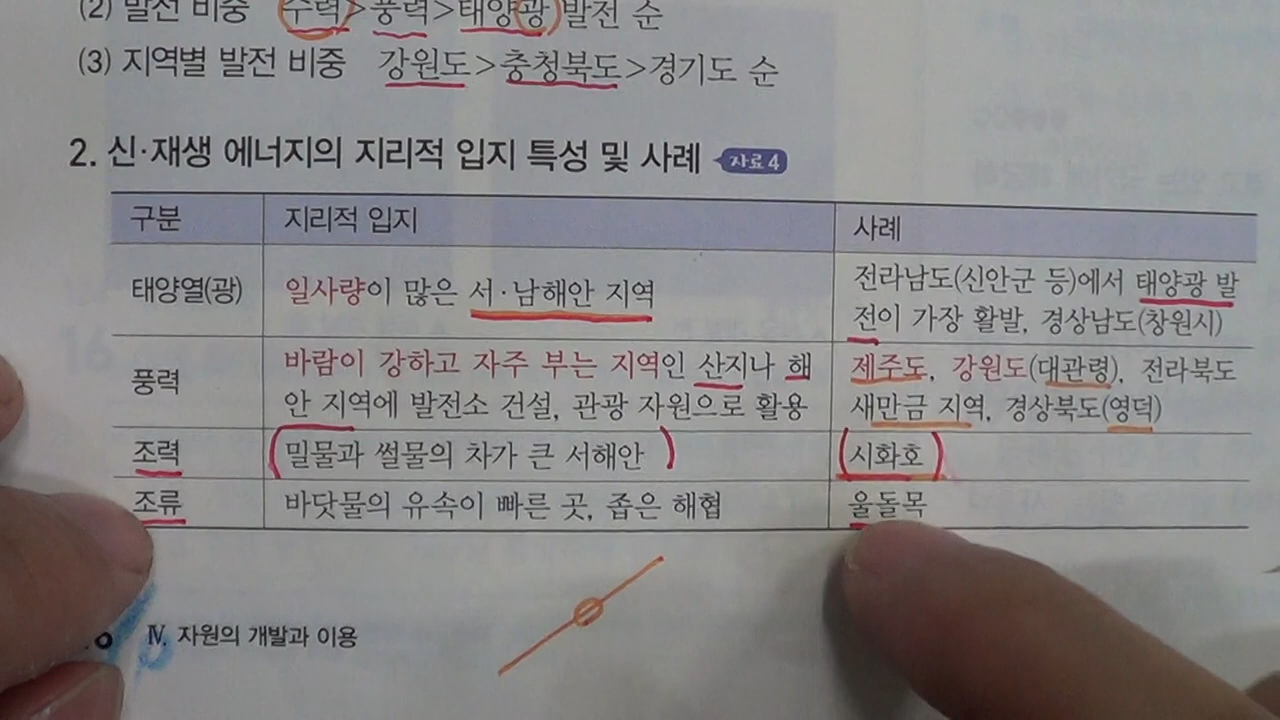 (2) 발전 비중 수력>풍력>태양광 발전 순
(3) 지역별 발전 비중 강원도>충청북도>경기도 순
2. 신·재생 에너지의 지리적 입지 특성 및 사례 자료4
구분 지리적 입지 사례
태양열(광) 일사량이 많은 서·남해안 지역 전라남도(신안군 등)에서 태양광 발
전이 가장 활발, 경상남도(창원시)
풍력 바람이 강하고 자주 부는 지역인 산지나 해
안 지역에 발전소 건설, 관광 자원으로 활용
제주도, 강원도(대관령), 전라북도
새만금 지역, 경상북도(영덕)
조력 밀물과 썰물의 차가 큰 서해안 시화호
조류 바닷물의 유속이 빠른 곳, 좁은 해협 울돌목
Ⅳ. 자원의 개발과 이용